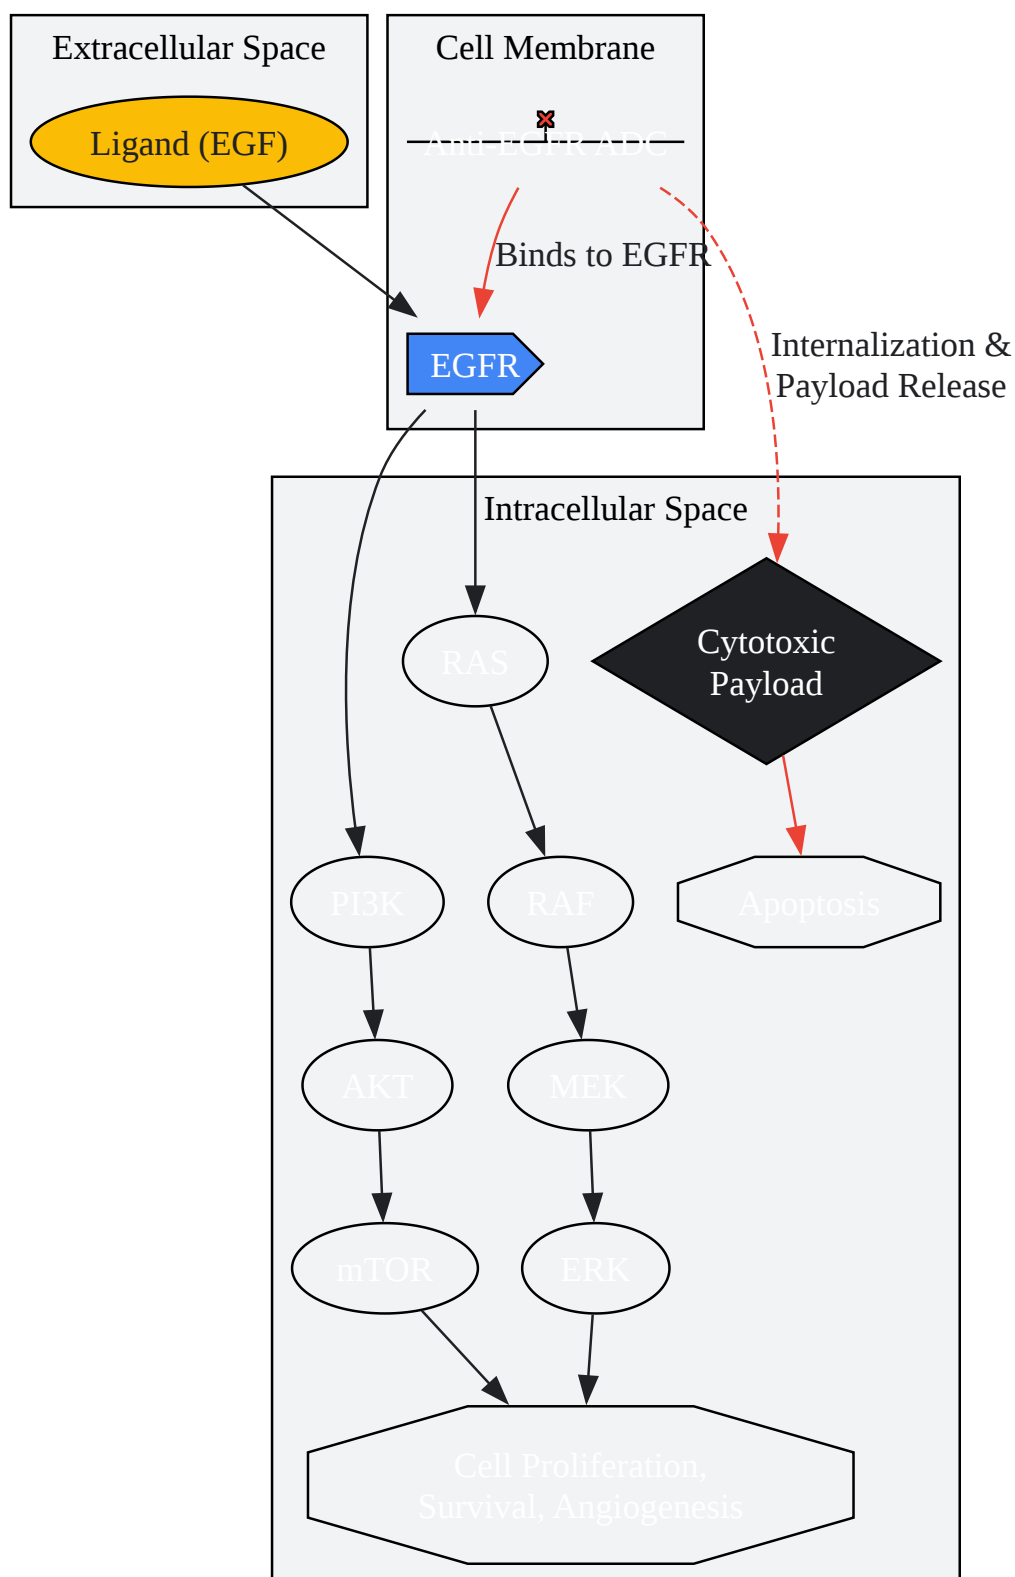 Extracellular Space
Cell Membrane
Ligand (EGF)
Anti-EGFR ADC
Binds to EGFR
Internalization &
Payload Release
EGFR
Intracellular Space
Cytotoxic
Payload
RAS
PI3K
RAF
Apoptosis
AKT
MEK
mTOR
ERK
Cell Proliferation,
Survival, Angiogenesis